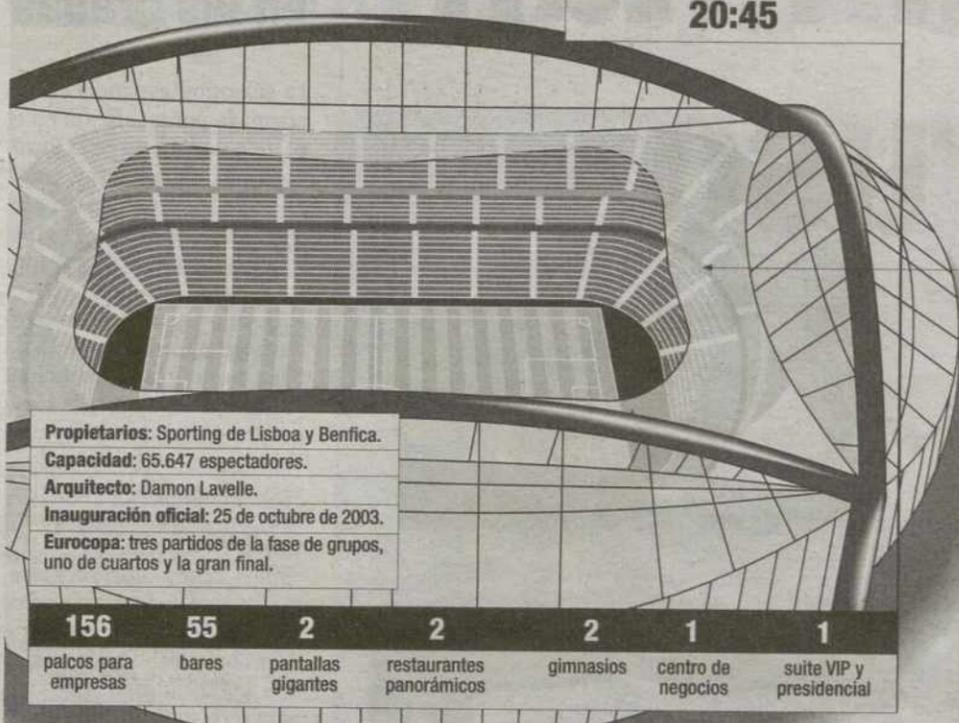 20:45
Propietarios: Sporting de Lisboa y Benfica.
Capacidad: 65.647 espectadores.
Arquitecto: Damon Lavelle.
Inauguración oficial: 25 de octubre de 2003.
Eurocopa: tres partidos de la fase de grupos,
uno de cuartos y la gran final.
156 55 2 2 2 1 1
palcos para bares pantallas restaurantes gimnasios centro de suite VIP y
empresas gigantes panorámicos negocios presidencial